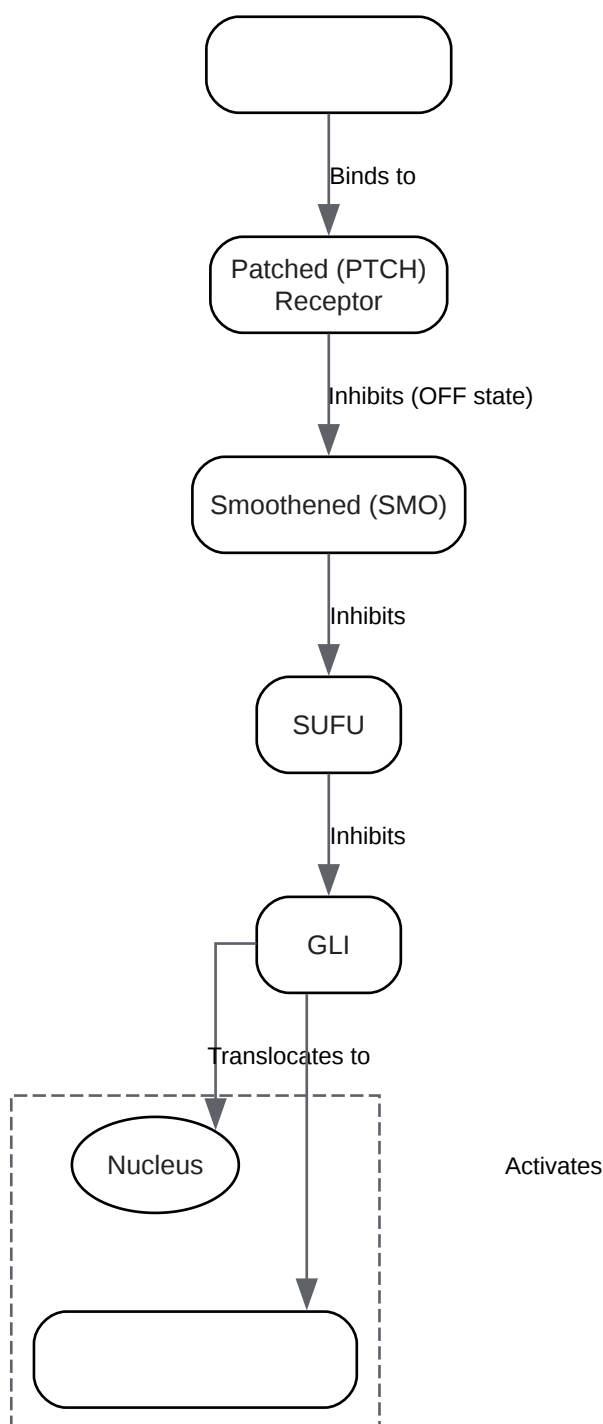 Binds to
Patched (PTCH)
Receptor
Inhibits (OFF state)
Smoothened (SMO)
Inhibits
SUFU
Inhibits
GLI
Translocates to
Nucleus
Activates